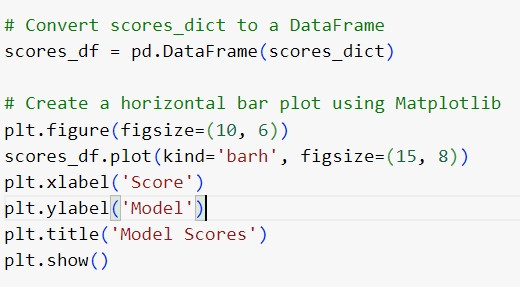 # Convert scores_dict to a DataFrame
scores_df = pd.DataFrame(scores_dict)
# Create a horizontal bar plot using Matplotlib
plt.figure(figsize=(10, 6))
scores_df.plot(kind='barh', figsize=(15, 8))
plt.xlabel('Score')
plt.ylabel('Model')
plt.title('Model Scores')
plt.show()